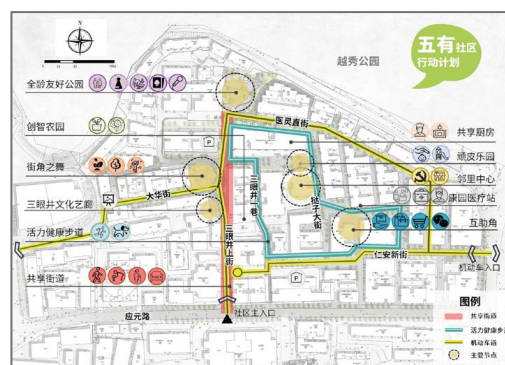 五有社区
行动计划
越秀公园
全龄友好公园
创智农园
街角之舞
三眼井文化艺廊
活力健康步道
共享街道
共享厨房
顽皮乐园
邻里中心
康园医疗站
互助角
医灵直街
大华街
三眼井巷
三眼井上街
仁安新街
应元路
社区主入口
机动车入口
P
P
图例
共享街道
活力健康步道
机动车道
主要节点